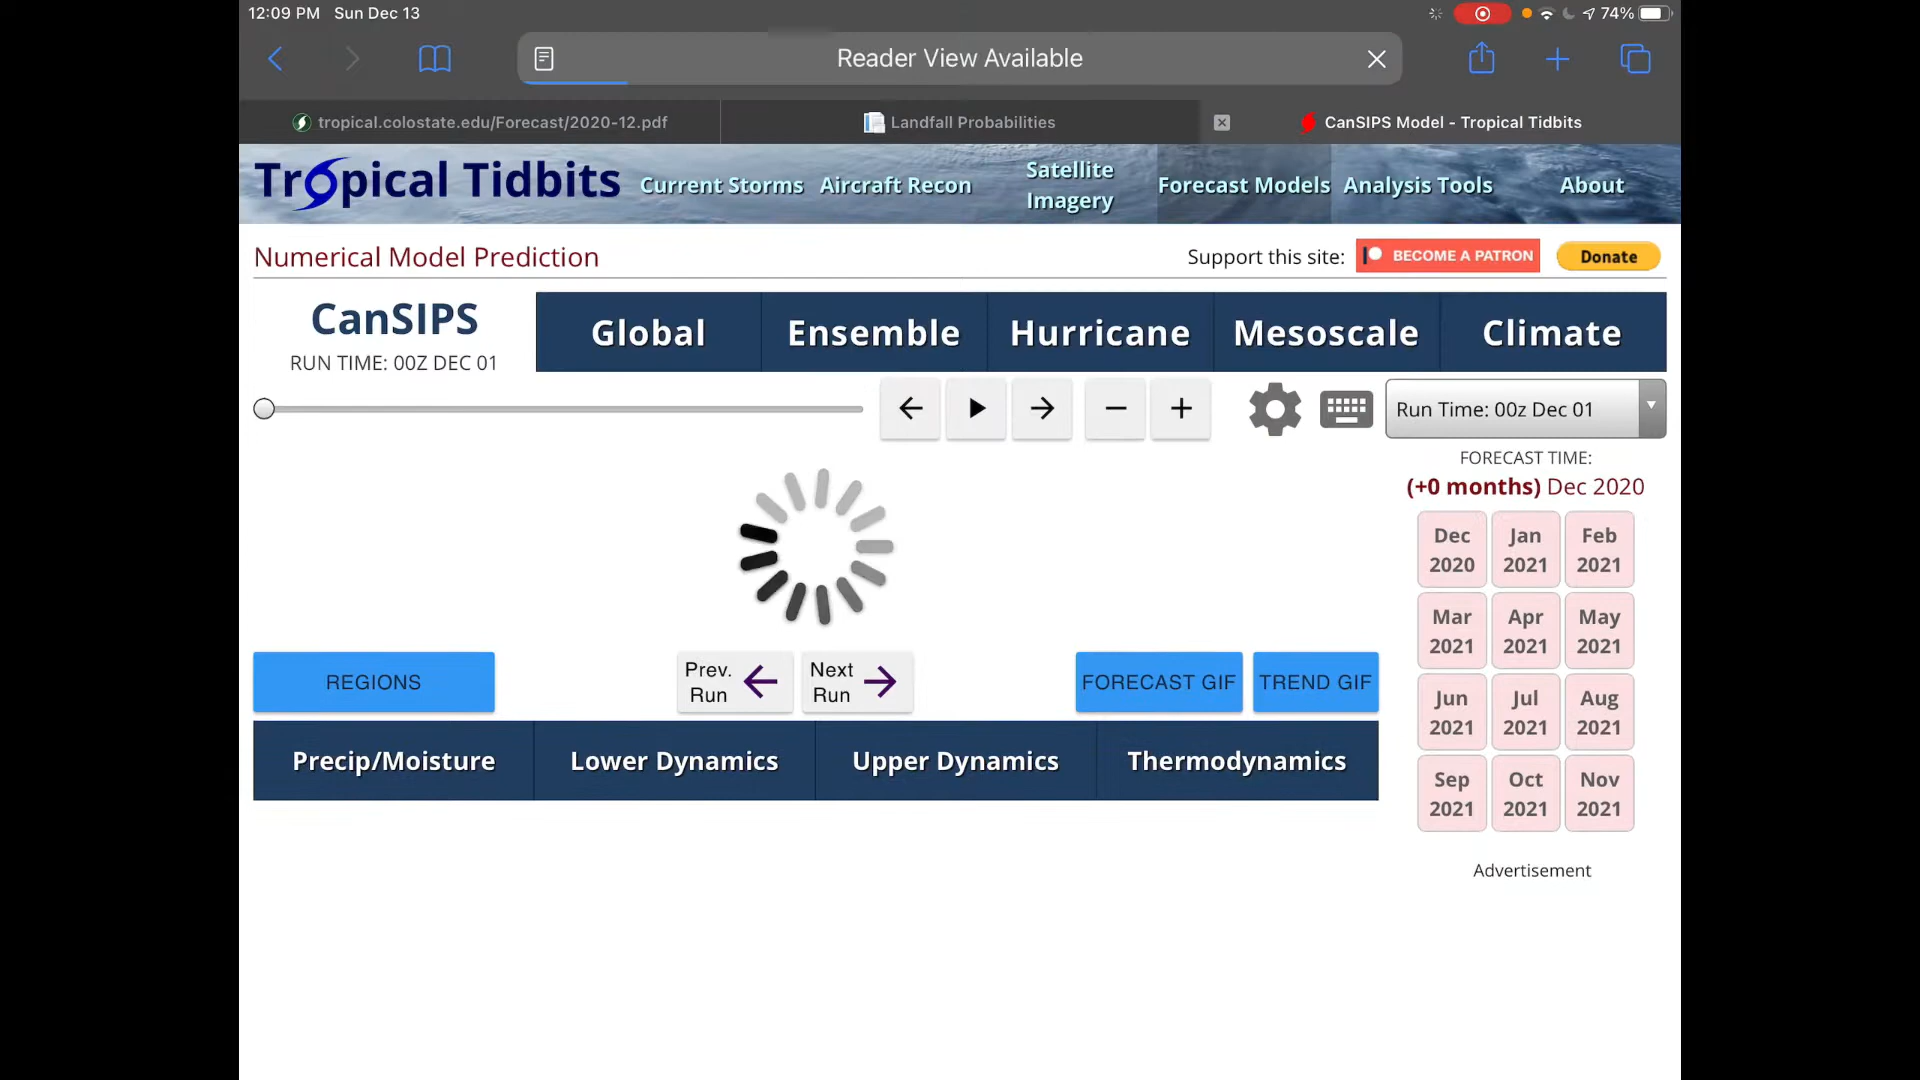 12:09 PM Sun Dec 13
74%
Reader View Available
tropical.colostate.edu/Forecast/2020-12.pdf
Landfall Probabilities
CanSIPS Model - Tropical Tidbits
Tropical Tidbits
Current Storms
Aircraft Recon
Satellite
Imagery
Forecast Models
Analysis Tools
About
Numerical Model Prediction
Support this site:
BECOME A PATRON
Donate
CanSIPS
RUN TIME: 00Z DEC 01
Global
Ensemble
Hurricane
Mesoscale
Climate
Run Time: 00z Dec 01
FORECAST TIME:
(+0 months) Dec 2020
Dec
2020
Jan
2021
Feb
2021
Mar
2021
Apr
2021
May
2021
Jun
2021
Jul
2021
Aug
2021
Sep
2021
Oct
2021
Nov
2021
REGIONS
Prev.
Run
Next
Run
FORECAST GIF
TREND GIF
Precip/Moisture
Lower Dynamics
Upper Dynamics
Thermodynamics
Advertisement